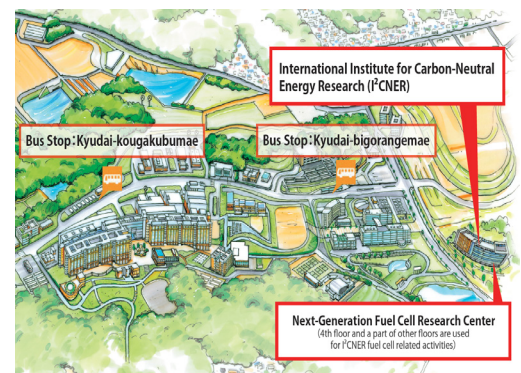 International Institute for Carbon-Neutral
Energy Research (I²CNER)
Bus Stop：Kyudai-kougakubumae
Bus Stop：Kyudai-bigorangemae
Next-Generation Fuel Cell Research Center
(4th floor and a part of other floors are used
for I²CNER fuel cell related activities)